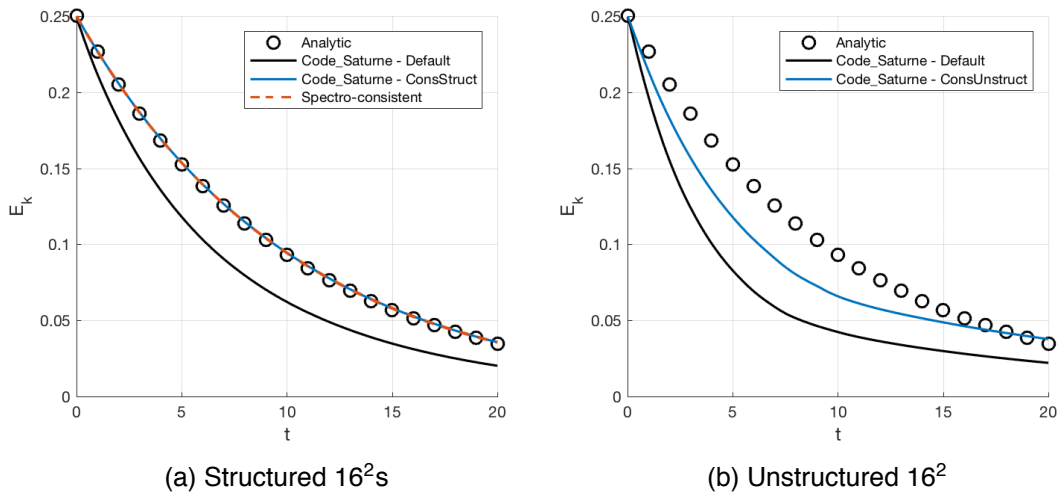 0.25
0.2
0.15
0.1
0.05
0
E_k
0
5
10
15
20
t
Analytic
Code_Saturne - Default
Code_Saturne - ConsStruct
Spectro-consistent
(a) Structured 16²s
0.25
0.2
0.15
0.1
0.05
0
E_k
0
5
10
15
20
t
Analytic
Code_Saturne - Default
Code_Saturne - ConsUnstruct
(b) Unstructured 16²